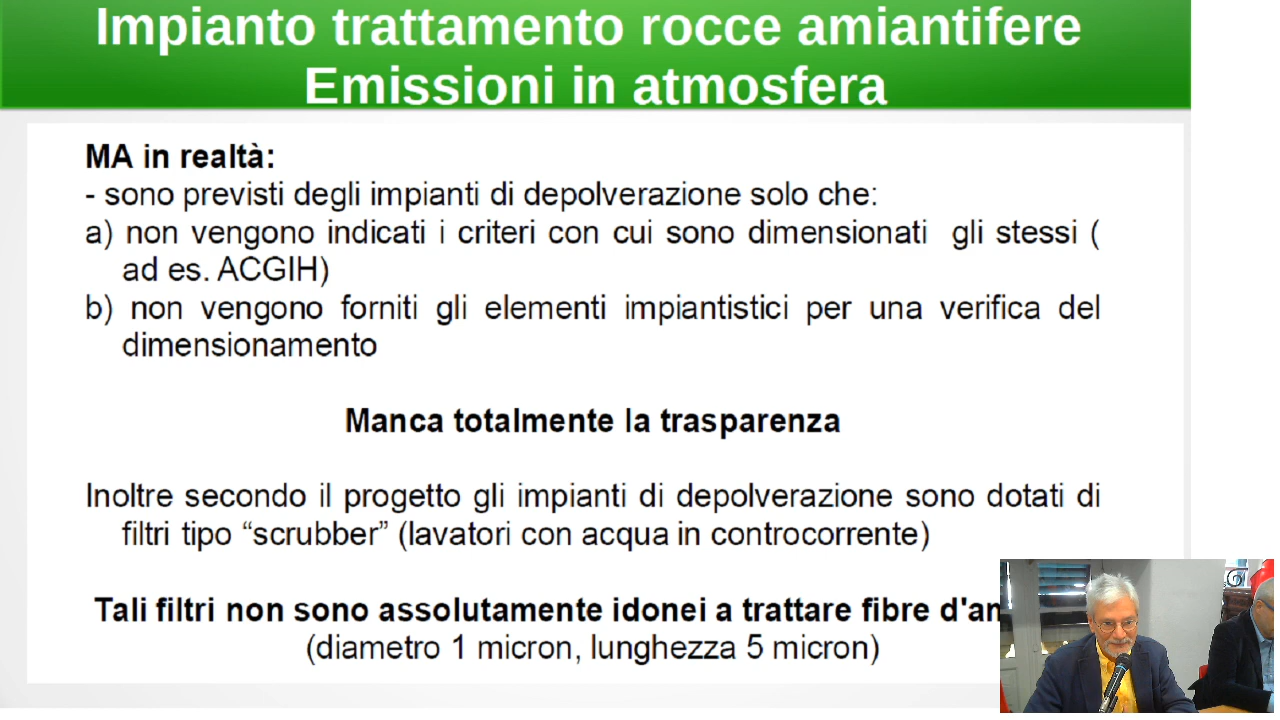 Impianto trattamento rocce amiantifere
Emissioni in atmosfera
MA in realtà:
- sono previsti degli impianti di depolverazione solo che:
a) non vengono indicati i criteri con cui sono dimensionati gli stessi (
ad es. ACGIH)
b) non vengono forniti gli elementi impiantistici per una verifica del
dimensionamento
Manca totalmente la trasparenza
Inoltre secondo il progetto gli impianti di depolverazione sono dotati di
filtri tipo “scrubber” (lavatori con acqua in controcorrente)
Tali filtri non sono assolutamente idonei a trattare fibre
(diametro 1 micron, lunghezza 5 micron)